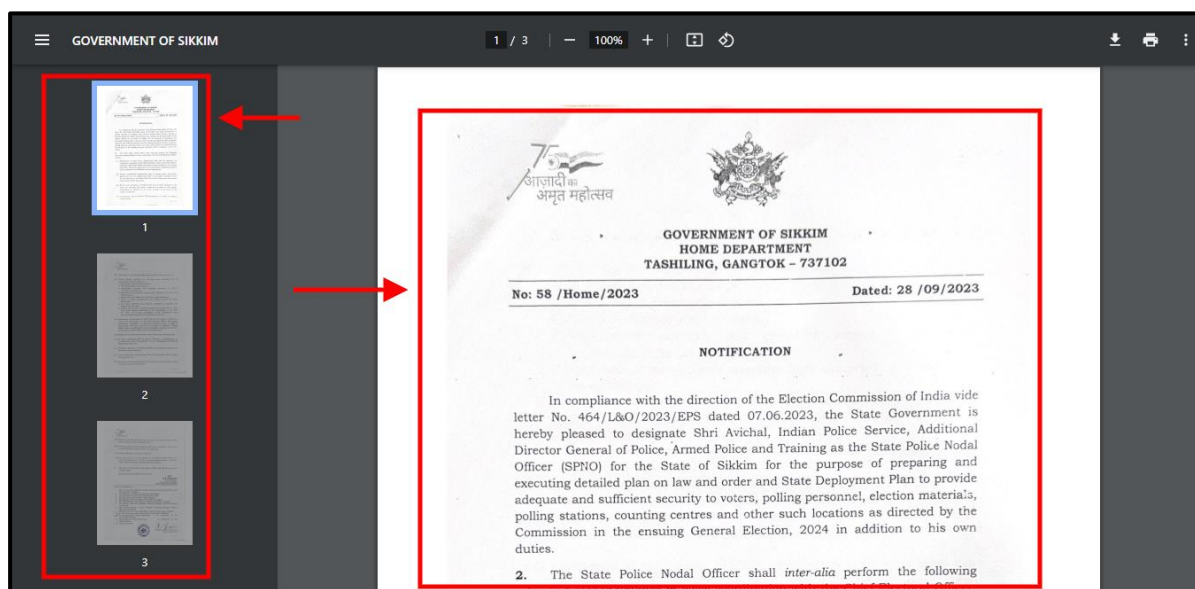 GOVERNMENT OF SIKKIM
1 / 3
100%
1
2
3
75
आज़ादी का
अमृत महोत्सव
GOVERNMENT OF SIKKIM
HOME DEPARTMENT
TASHILING, GANGTOK – 737102
No: 58 /Home/2023
Dated: 28 /09/2023
NOTIFICATION
In compliance with the direction of the Election Commission of India vide
letter No. 464/L&O/2023/EPS dated 07.06.2023, the State Government is
hereby pleased to designate Shri Avichal, Indian Police Service, Additional
Director General of Police, Armed Police and Training as the State Police Nodal
Officer (SPNO) for the State of Sikkim for the purpose of preparing and
executing detailed plan on law and order and State Deployment Plan to provide
adequate and sufficient security to voters, polling personnel, election materials,
polling stations, counting centres and other such locations as directed by the
Commission in the ensuing General Election, 2024 in addition to his own
duties.
2. The State Police Nodal Officer shall inter-alia perform the following